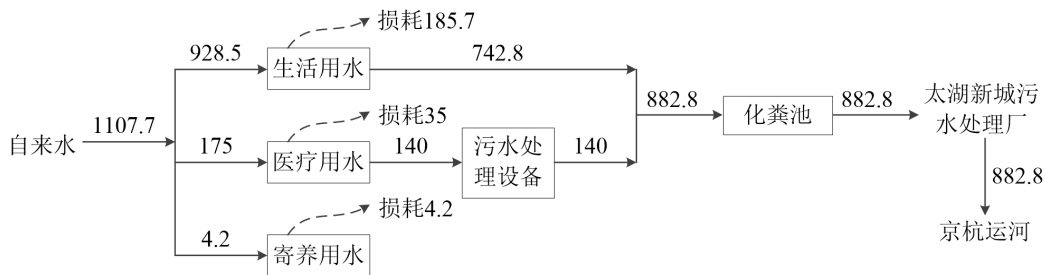 损耗185.7
928.5
生活用水
742.8
882.8
化粪池
882.8
太湖新城污
水处理厂
自来水
1107.7
损耗35
175
医疗用水
140
污水处
理设备
140
882.8
损耗4.2
4.2
寄养用水
京杭运河